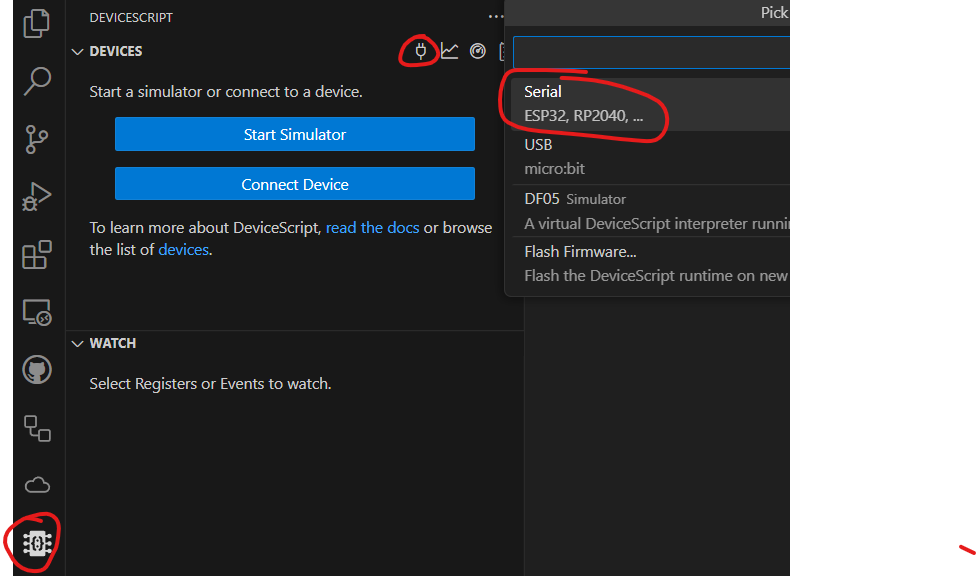 DEVICESCRIPT
DEVICES
Start a simulator or connect to a device.
Start Simulator
Connect Device
To learn more about DeviceScript, read the docs or browse
the list of devices.
WATCH
Select Registers or Events to watch.
Pick
Serial
ESP32, RP2040, ...
USB
micro:bit
DF05 Simulator
A virtual DeviceScript interpreter
Flash Firmware...
Flash the DeviceScript runtime on new